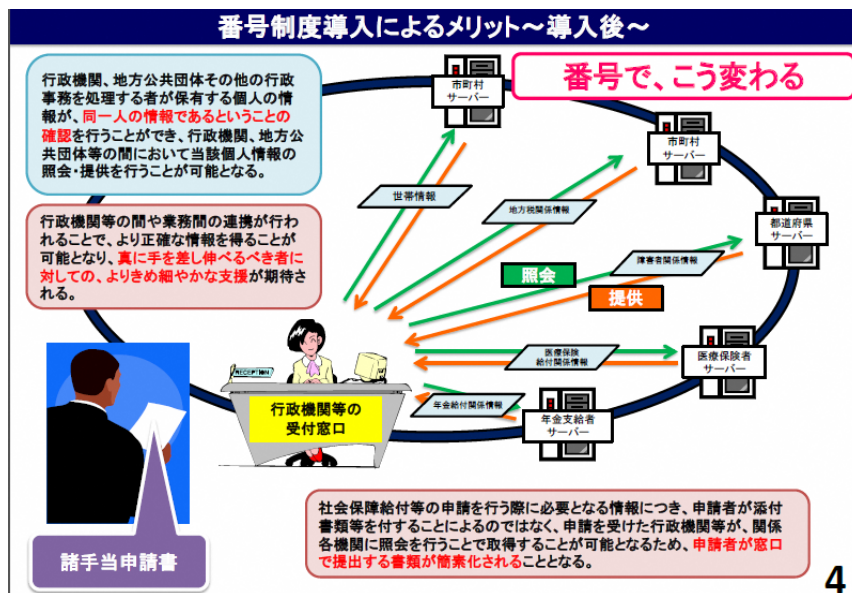 番号制度導入によるメリット～導入後～
番号で、こう変わる
行政機関、地方公共団体その他の行政
事務を処理する者が保有する個人の情
報が、同一人の情報であるということの
確認を行うことができ、行政機関、地方公
共団体等の間において当該個人情報の
照会・提供を行うことが可能となる。
行政機関等の間や業務間の連携が行わ
れることで、より正確な情報を得ることが
可能となり、真に手を差し伸べるべき者に
対しての、よりきめ細やかな支援が期待さ
れる。
市町村
サーバー
市町村
サーバー
都道府県
サーバー
医療保険者
サーバー
年金支給者
サーバー
世帯情報
地方税関係情報
障害者関係情報
照会
提供
医療保険
給付関係情報
年金給付関係情報
RECEPTION
行政機関等の
受付窓口
諸手当申請書
社会保障給付等の申請を行う際に必要となる情報につき、申請者が添付
書類等を付することによるのではなく、申請を受けた行政機関等が、関係
各機関に照会を行うことで取得することが可能となるため、申請者が窓口
で提出する書類が簡素化されることとなる。
4